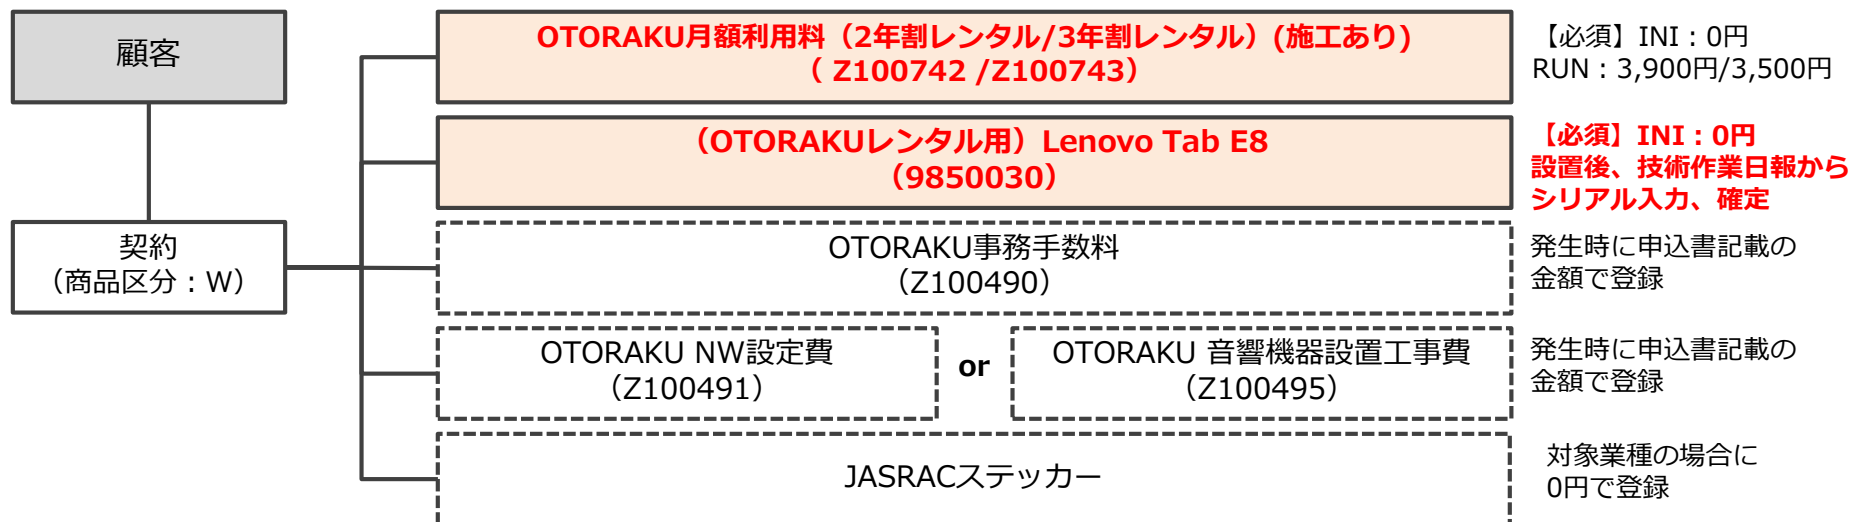 顧客
OTORAKU月額利用料（2年割レンタル/3年割レンタル）(施工あり)
（ Z100742 /Z100743）
【必須】INI：0円
RUN：3,900円/3,500円
（OTORAKUレンタル用）Lenovo Tab E8
（9850030）
【必須】INI：0円
設置後、技術作業日報から
シリアル入力、確定
契約
（商品区分：W）
OTORAKU事務手数料
（Z100490）
発生時に申込書記載の
金額で登録
OTORAKU NW設定費
（Z100491）
or
OTORAKU 音響機器設置工事費
（Z100495）
発生時に申込書記載の
金額で登録
JASRACステッカー
対象業種の場合に
0円で登録